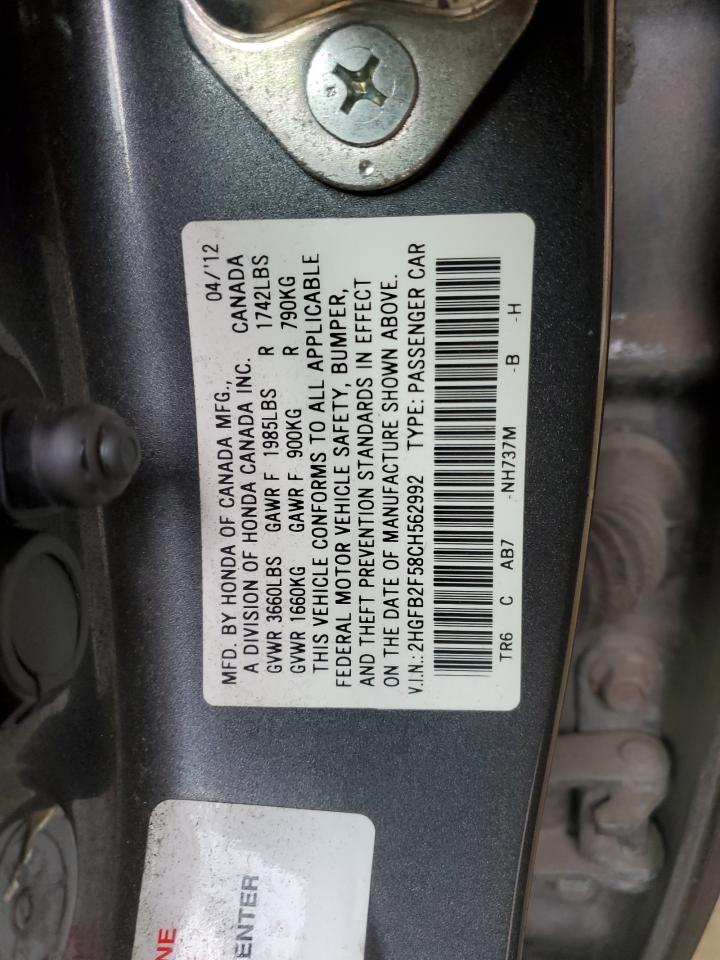 MFD. BY HONDA OF CANADA MFG., 04/'12
A DIVISION OF HONDA CANADA INC. CANADA
GVWR 3660LBS GAWR F 1985LBS R 1742LBS
GVWR 1660KG GAWR F 900KG R 790KG
THIS VEHICLE CONFORMS TO ALL APPLICABLE
FEDERAL MOTOR VEHICLE SAFETY, BUMPER,
AND THEFT PREVENTION STANDARDS IN EFFECT
ON THE DATE OF MANUFACTURE SHOWN ABOVE.
V.I.N.: 2HGFB2F58CH562992 TYPE: PASSENGER CAR
TR6 C AB7 -NH737M -B -H
NE
ENTER